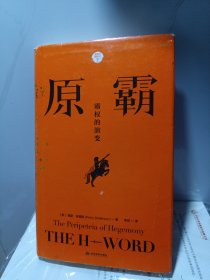 原霸
霸权的演变
[英] 佩里·安德森 (Perry Anderson) 著
The Peripeteia of Hegemony
THE H-WORD